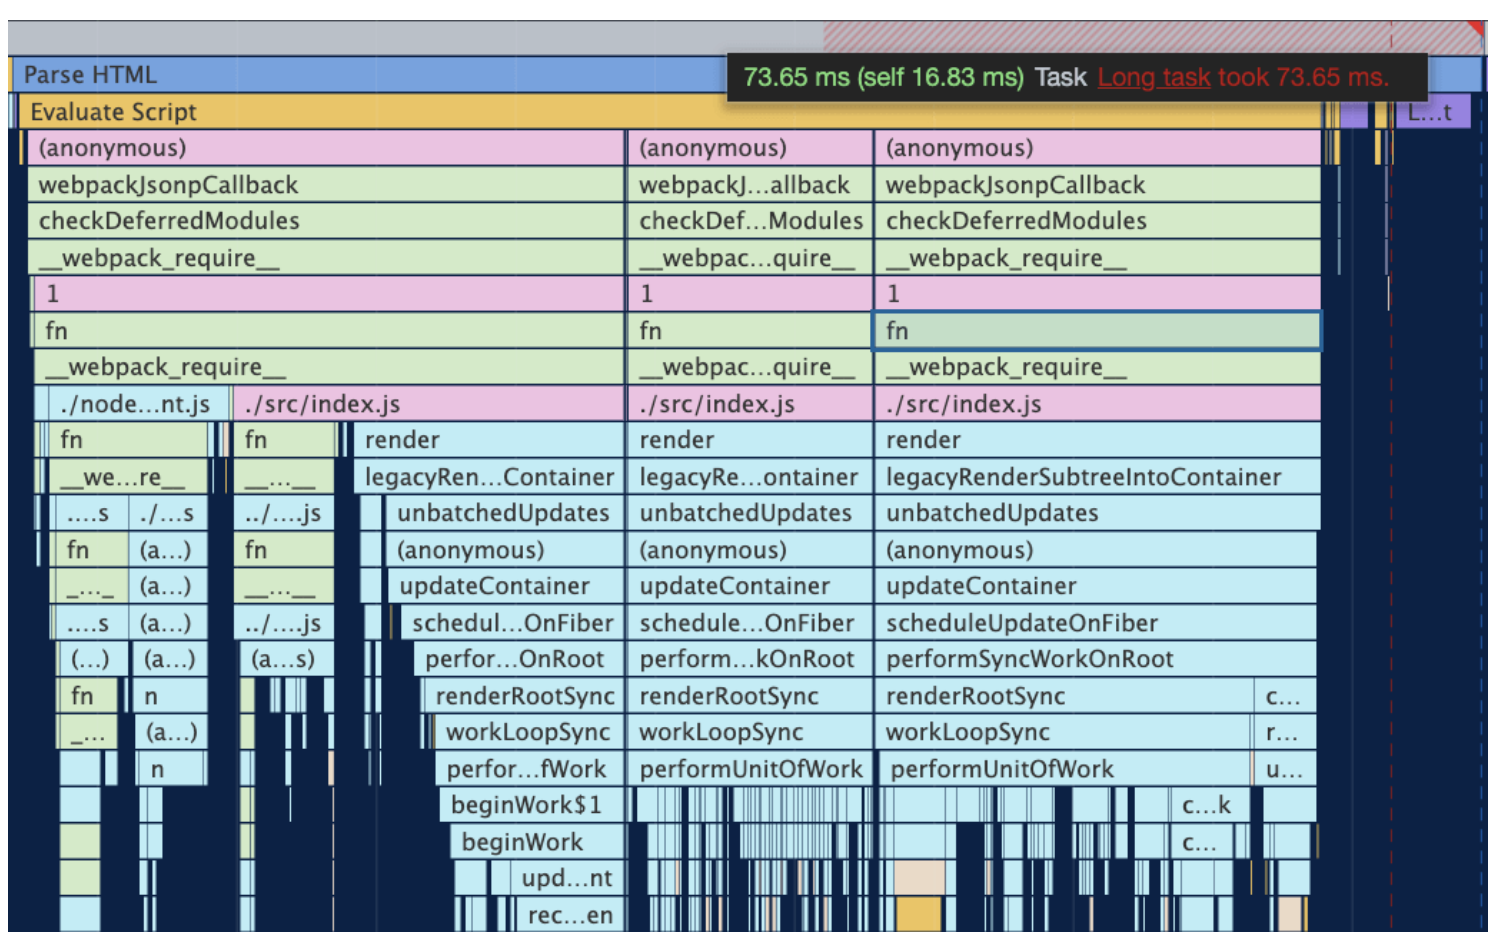 Parse HTML
73.65 ms (self 16.83 ms) Task Long task took 73.65 ms.
Evaluate Script L...t
(anonymous) (anonymous) (anonymous)
webpackJsonpCallback webpackJ...allback webpackJsonpCallback
checkDeferredModules checkDef...Modules checkDeferredModules
__webpack_require__ __webpac...quire__ __webpack_require__
1 1 1
fn fn fn
__webpack_require__ __webpac...quire__ __webpack_require__
./node...nt.js ./src/index.js ./src/index.js ./src/index.js
fn fn render render render
__we...re__ __...__ legacyRen...Container legacyRe...ontainer legacyRenderSubtreeIntoContainer
....s ./...s ../....js unbatchedUpdates unbatchedUpdates unbatchedUpdates
fn (a...) fn (anonymous) (anonymous) (anonymous)
_..._ (a...) __...__ updateContainer updateContainer updateContainer
....s (a...) ../....js schedul...OnFiber schedule...OnFiber scheduleUpdateOnFiber
(...) (a...) (a...s) perfor...OnRoot perform...kOnRoot performSyncWorkOnRoot
fn n renderRootSync renderRootSync renderRootSync c...
_... (a...) workLoopSync workLoopSync workLoopSync r...
n perfor...fWork performUnitOfWork performUnitOfWork u...
beginWork$1 c...k
beginWork c...
upd...nt
rec...en